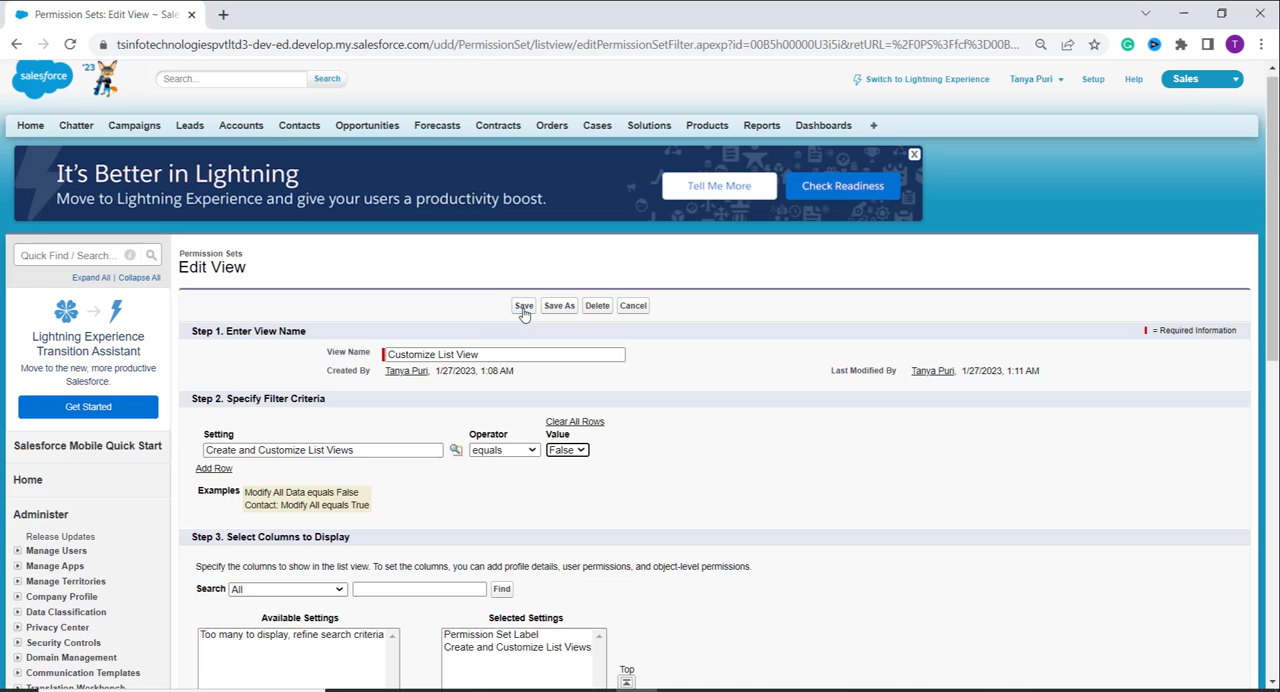 Permission Sets: Edit View ~ Sale
tsinfotechnologiespvtltd3-dev-ed.develop.my.salesforce.com/udd/PermissionSet/listview/editPermissionSetFilter.apexp?id=00B5h00000U3i5i&retURL=%2F0PS%3Ffcf%3D00B...
T
salesforce
'23
Search...
Search
Switch to Lightning Experience
Tanya Puri
Setup
Help
Sales
Home
Chatter
Campaigns
Leads
Accounts
Contacts
Opportunities
Forecasts
Contracts
Orders
Cases
Solutions
Products
Reports
Dashboards
+
It's Better in Lightning
Move to Lightning Experience and give your users a productivity boost.
Tell Me More
Check Readiness
X
Quick Find / Search...
Expand All | Collapse All
Lightning Experience
Transition Assistant
Move to the new, more productive
Salesforce.
Get Started
Salesforce Mobile Quick Start
Home
Administer
Release Updates
Manage Users
Manage Apps
Manage Territories
Company Profile
Data Classification
Privacy Center
Security Controls
Domain Management
Communication Templates
Translation Workbench
Permission Sets
Edit View
Save
Save As
Delete
Cancel
Step 1. Enter View Name
= Required Information
View Name
Customize List View
Created By
Tanya Puri, 1/27/2023, 1:08 AM
Last Modified By
Tanya Puri, 1/27/2023, 1:11 AM
Step 2. Specify Filter Criteria
Clear All Rows
Setting
Operator
Value
Create and Customize List Views
equals
False
Add Row
Examples
Modify All Data equals False
Contact: Modify All equals True
Step 3. Select Columns to Display
Specify the columns to show in the list view. To set the columns, you can add profile details, user permissions, and object-level permissions.
Search
All
Find
Available Settings
Selected Settings
Too many to display, refine search criteria
Permission Set Label
Create and Customize List Views
Top